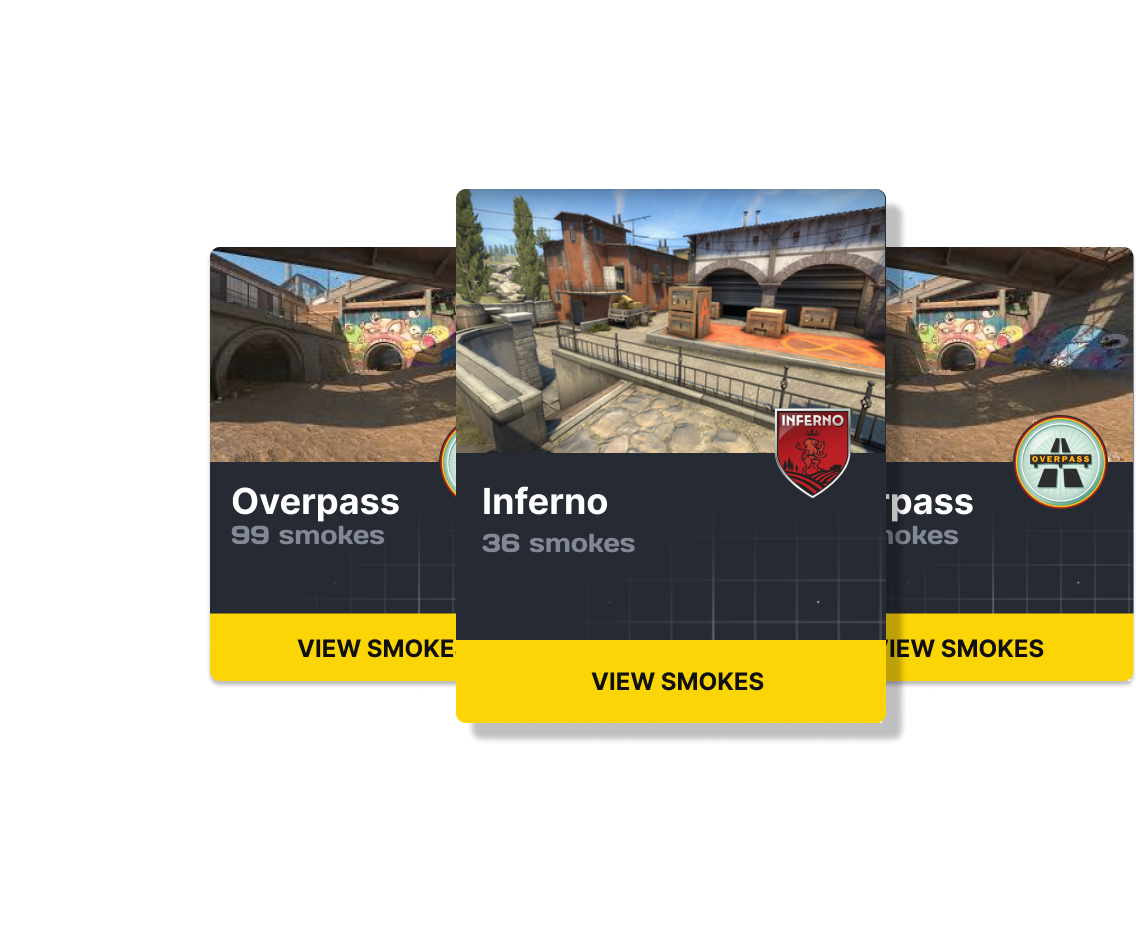 Overpass
99 smokes
VIEW SMOKE
INFERNO
Inferno
36 smokes
VIEW SMOKES
OVERPASS
rpass
okes
IEW SMOKES